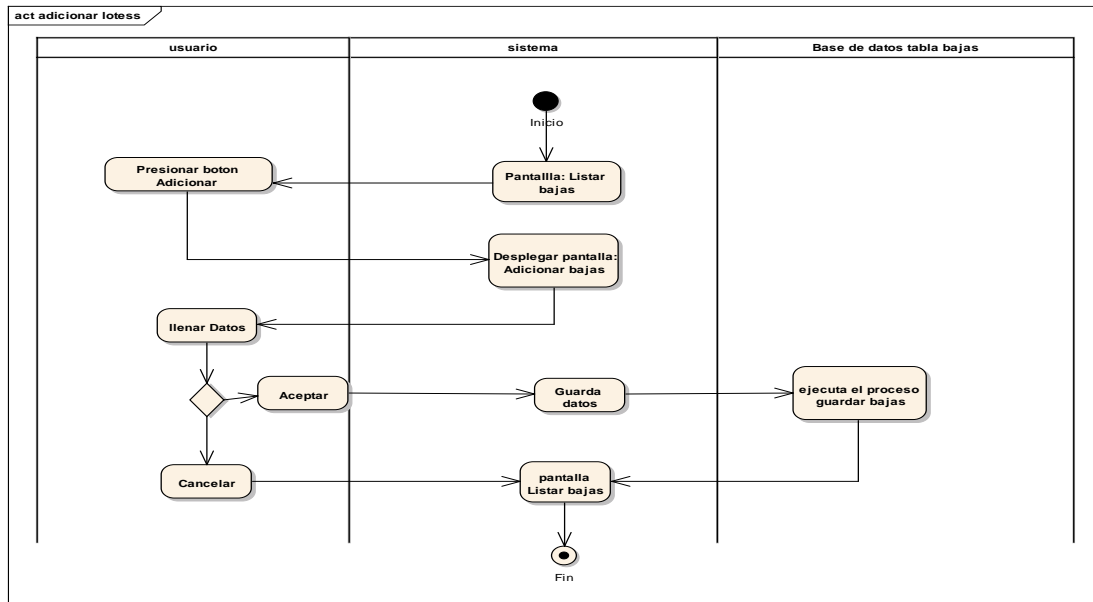 act adicionar lotess
usuario
sistema
Base de datos tabla bajas
Inicio
Presionar boton
Adicionar
Pantallla: Listar
bajas
Desplegar pantalla:
Adicionar bajas
llenar Datos
Aceptar
Guarda
datos
ejecuta el proceso
guardar bajas
Cancelar
pantalla
Listar bajas
Fin